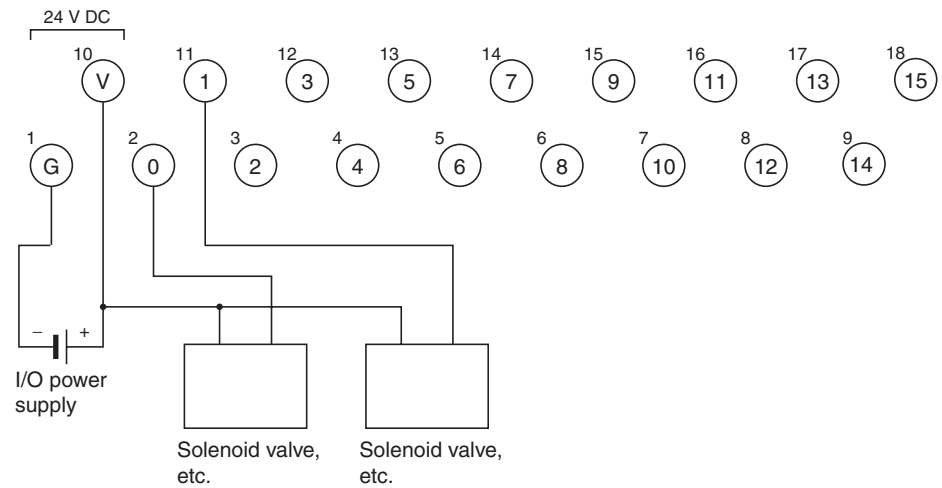 24 V DC
10 11 12 13 14 15 16 17 18
V 1 3 5 7 9 11 13 15
1 2 3 4 5 6 7 8 9
G 0 2 4 6 8 10 12 14
− +
I/O power
supply
Solenoid valve,
etc.
Solenoid valve,
etc.